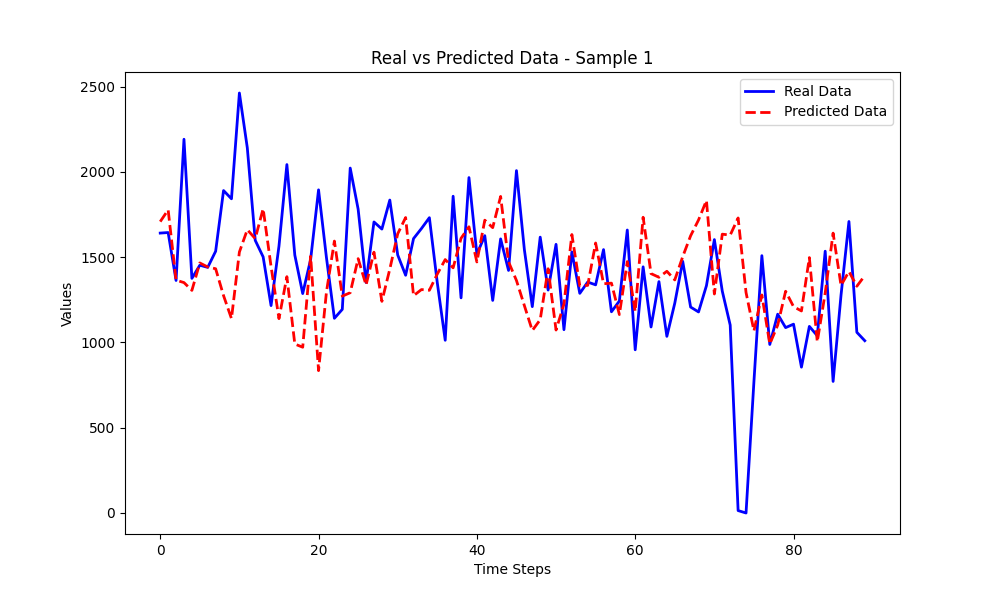 Real vs Predicted Data - Sample 1
Real Data
Predicted Data
2500
2000
1500
1000
500
0
Values
0 20 40 60 80
Time Steps